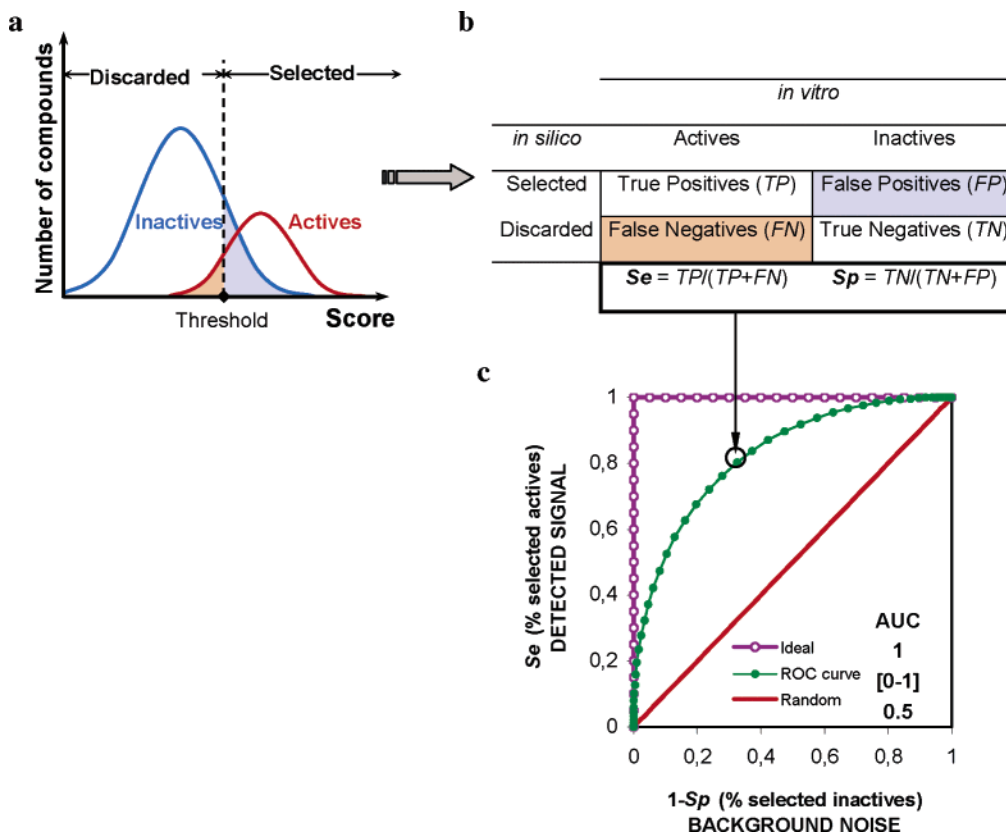 a
Number of compounds
Discarded
Selected
Inactives
Actives
Threshold
Score
b
in vitro
in silico
Actives
Inactives
Selected
True Positives (TP)
False Positives (FP)
Discarded
False Negatives (FN)
True Negatives (TN)
Se = TP/(TP+FN)
Sp = TN/(TN+FP)
c
Se (% selected actives)
DETECTED SIGNAL
1
0,8
0,6
0,4
0,2
0
AUC
Ideal 1
ROC curve [0-1]
Random 0.5
0 0,2 0,4 0,6 0,8 1
1-Sp (% selected inactives)
BACKGROUND NOISE